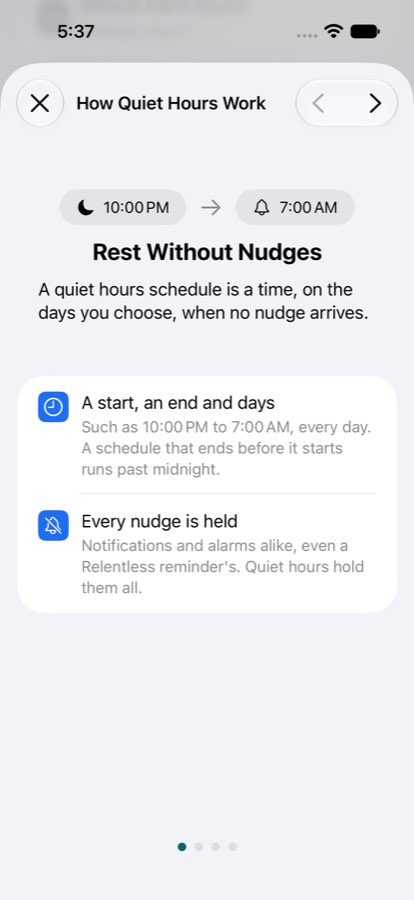 5:37
How Quiet Hours Work
10:00 PM → 7:00 AM
Rest Without Nudges
A quiet hours schedule is a time, on the
days you choose, when no nudge arrives.
A start, an end and days
Such as 10:00 PM to 7:00 AM, every day.
A schedule that ends before it starts
runs past midnight.
Every nudge is held
Notifications and alarms alike, even a
Relentless reminder's. Quiet hours hold
them all.